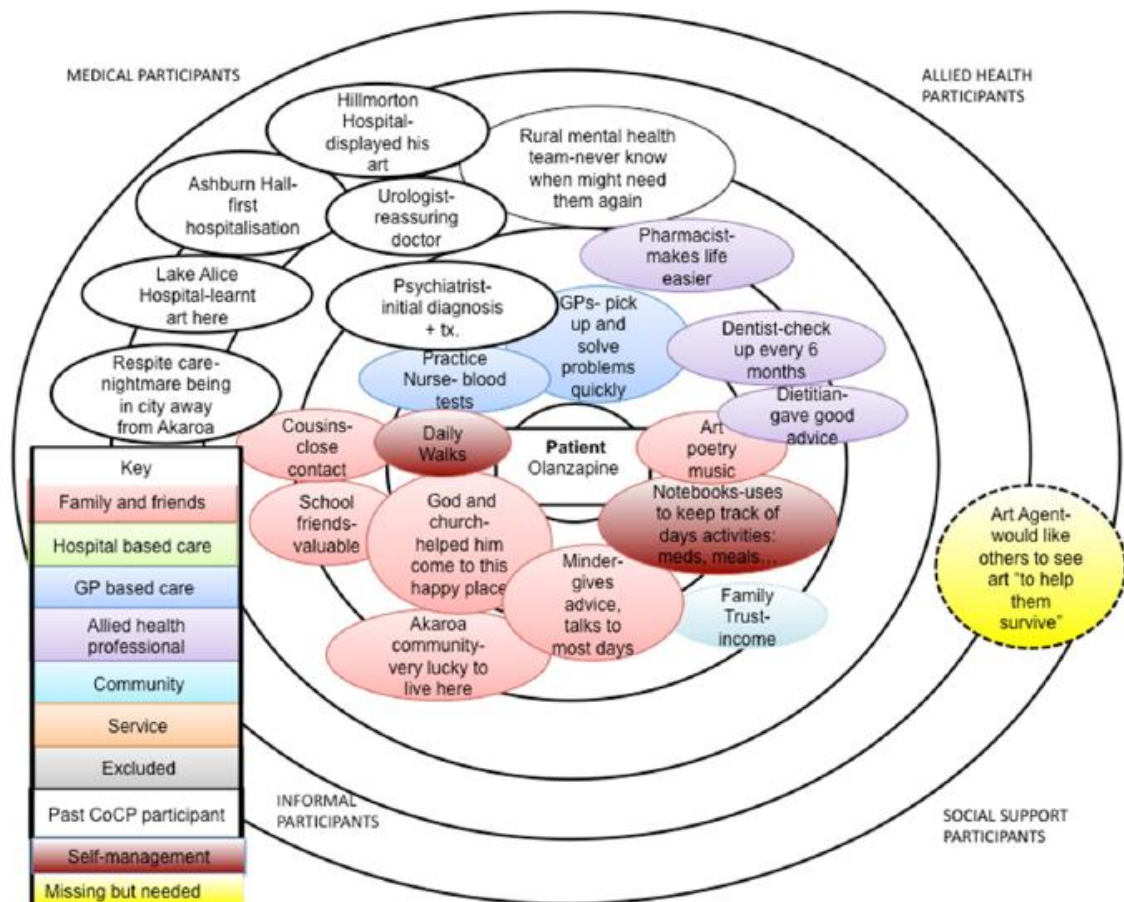 MEDICAL PARTICIPANTS
ALLIED HEALTH
PARTICIPANTS
Hillmorton
Hospital-
displayed his
art
Rural mental health
team-never know
when might need
them again
Ashburn Hall-
first
hospitalisation
Urologist-
reassuring
doctor
Pharmacist-
makes life
easier
Lake Alice
Hospital-learnt
art here
Psychiatrist-
initial diagnosis
+ tx.
GPs- pick
up and
solve
problems
quickly
Dentist-check
up every 6
months
Respite care-
nightmare being
in city away
from Akaroa
Practice
Nurse- blood
tests
Dietitian-
gave good
advice
Cousins-
close
contact
Daily
Walks
Patient
Olanzapine
Art
poetry
music
School
friends-
valuable
God and
church-
helped him
come to this
happy place
Notebooks-uses
to keep track of
days activities:
meds, meals…
Minder-
gives
advice,
talks to
most days
Family
Trust-
income
Akaroa
community-
very lucky to
live here
Art Agent-
would like
others to see
art "to help
them
survive"
Key
Family and friends
Hospital based care
GP based care
Allied health
professional
Community
Service
Excluded
Past CoCP participant
Self-management
Missing but needed
INFORMAL
PARTICIPANTS
SOCIAL SUPPORT
PARTICIPANTS